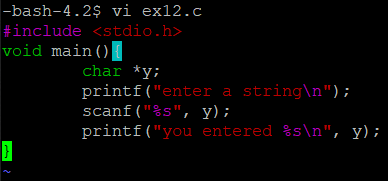 -bash-4.2$ vi ex12.c
#include <stdio.h>
void main(){
        char *y;
        printf("enter a string\n");
        scanf("%s", y);
        printf("you entered %s\n", y);
}
~